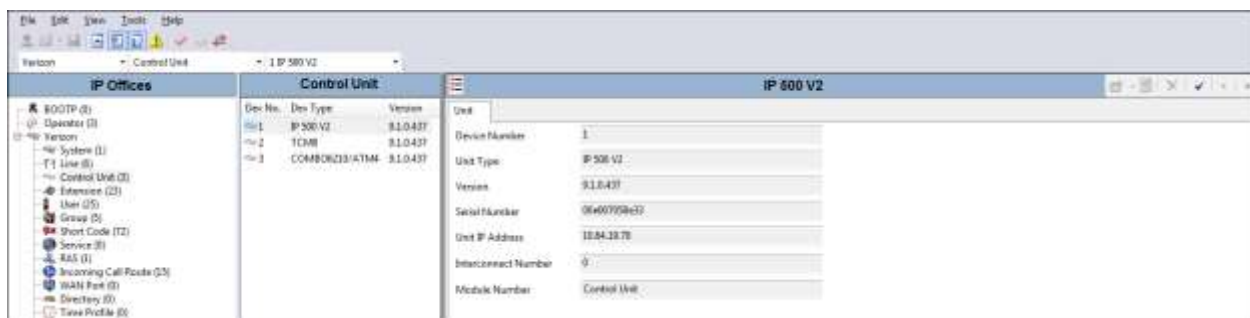 File Edit View Tools Help
Verizon Control Unit 1 IP 500 V2
IP Offices
BOOTP (8)
Operator (3)
Verizon
System (1)
Line (6)
Control Unit (3)
Extension (23)
User (25)
Group (5)
Short Code (72)
Service (0)
RAS (1)
Incoming Call Route (15)
WAN Port (0)
Directory (0)
Time Profile (0)
Control Unit
Dev No. Dev Type Version
1 IP 500 V2 9.1.0.437
2 TCM8 9.1.0.437
3 COMBO6210/ATM4 9.1.0.437
IP 500 V2
Unit
Device Number 1
Unit Type IP 500 V2
Version 9.1.0.437
Serial Number
Unit IP Address
Interconnect Number 0
Module Number Control Unit